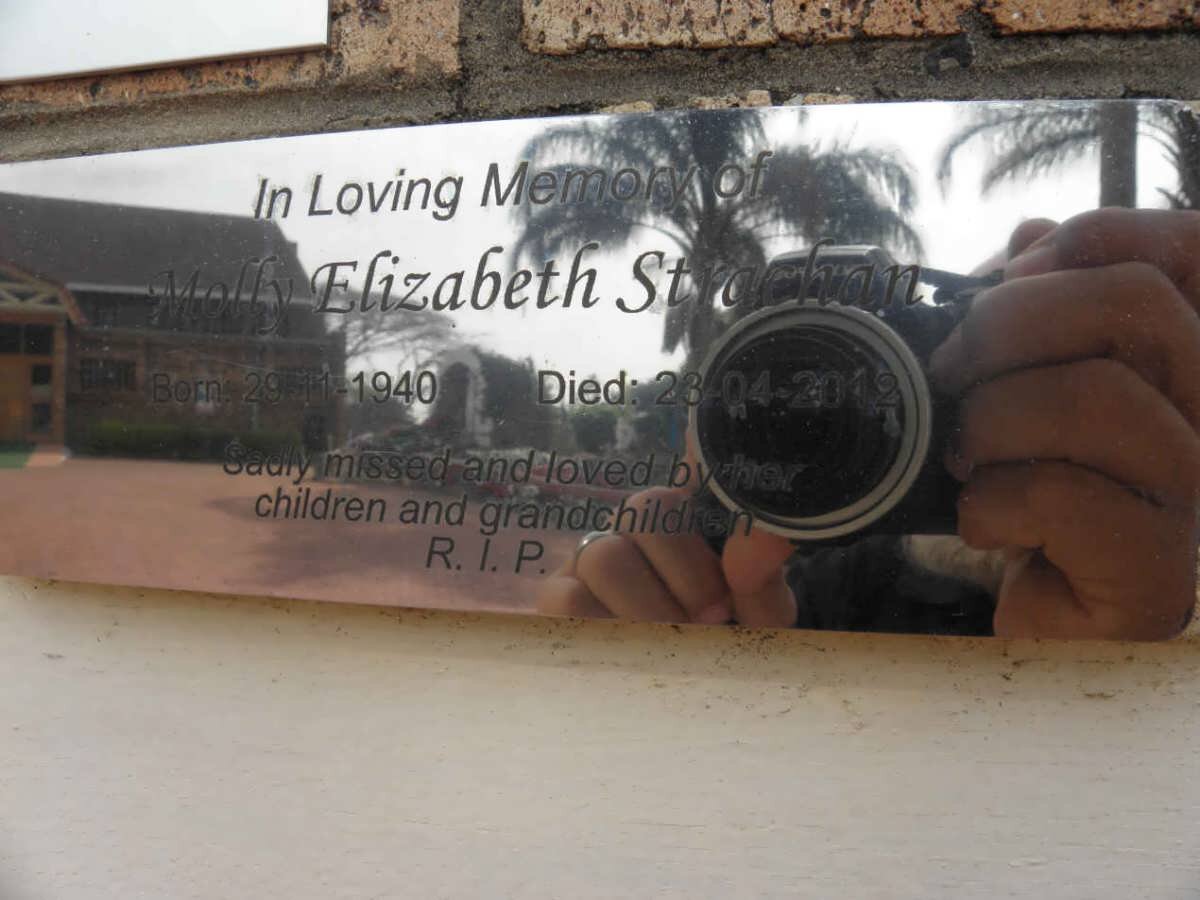 In Loving Memory of
Molly Elizabeth Strachan
Born: 29-11-1940 Died: 23-04-2012
Sadly missed and loved by her
children and grandchildren
R. I. P.